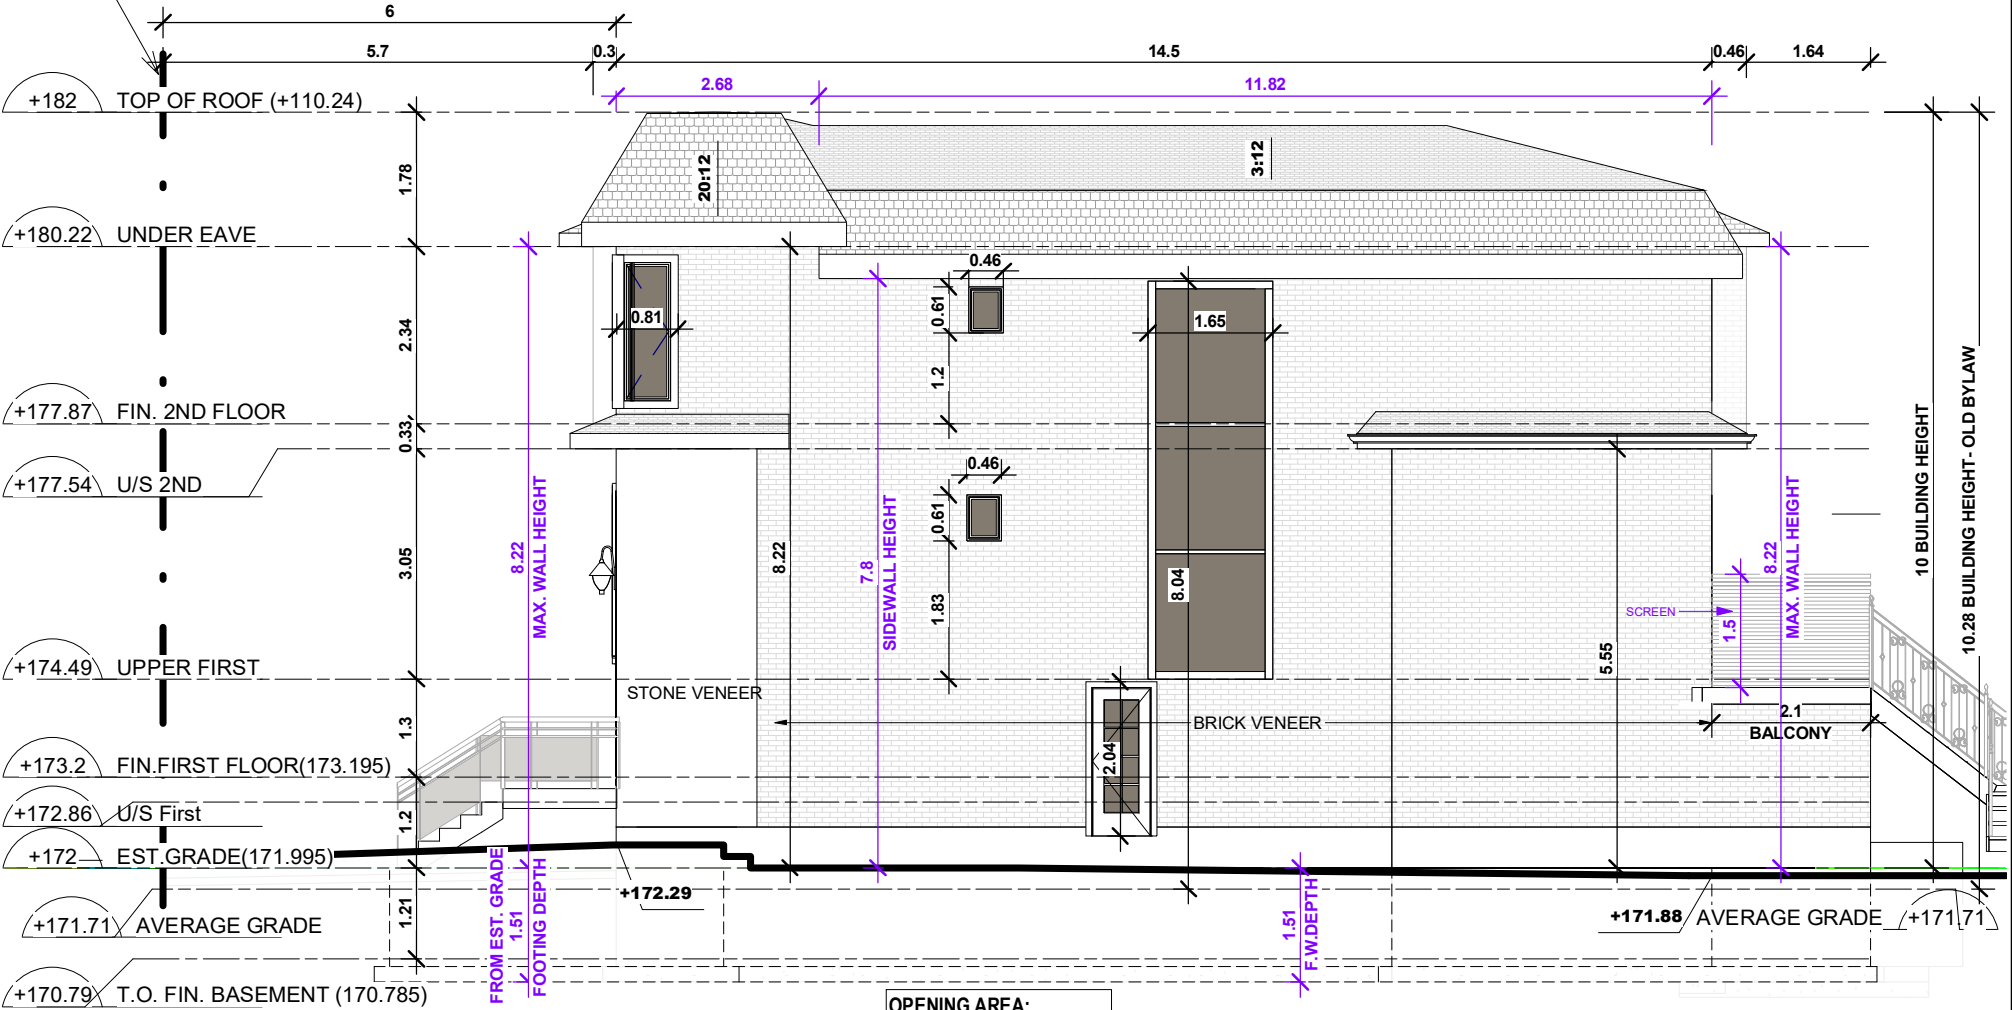 6
5.7
0.3
14.5
0.46
1.64
2.68
11.82
+182 TOP OF ROOF (+110.24)
1.78
20:12
3:12
+180.22 UNDER EAVE
0.46
0.61
0.81
1.65
2.34
1.2
+177.87 FIN. 2ND FLOOR
0.33
+177.54 U/S 2ND
0.46
0.61
3.05
8.22
MAX. WALL HEIGHT
8.22
7.8
SIDEWALL HEIGHT
1.83
8.04
5.55
SCREEN
1.5
8.22
MAX. WALL HEIGHT
10 BUILDING HEIGHT
10.28 BUILDING HEIGHT- OLD BYLAW
+174.49 UPPER FIRST
STONE VENEER
BRICK VENEER
2.1
BALCONY
1.3
2.04
+173.2 FIN.FIRST FLOOR(173.195)
+172.86 U/S First
1.2
+172 EST.GRADE(171.995)
+172.29
1.21
FROM EST. GRADE
1.51
FOOTING DEPTH
1.51
F.W.DEPTH
+171.71 AVERAGE GRADE
+171.88 AVERAGE GRADE +171.71
+170.79 T.O. FIN. BASEMENT (170.785)
OPENING AREA: